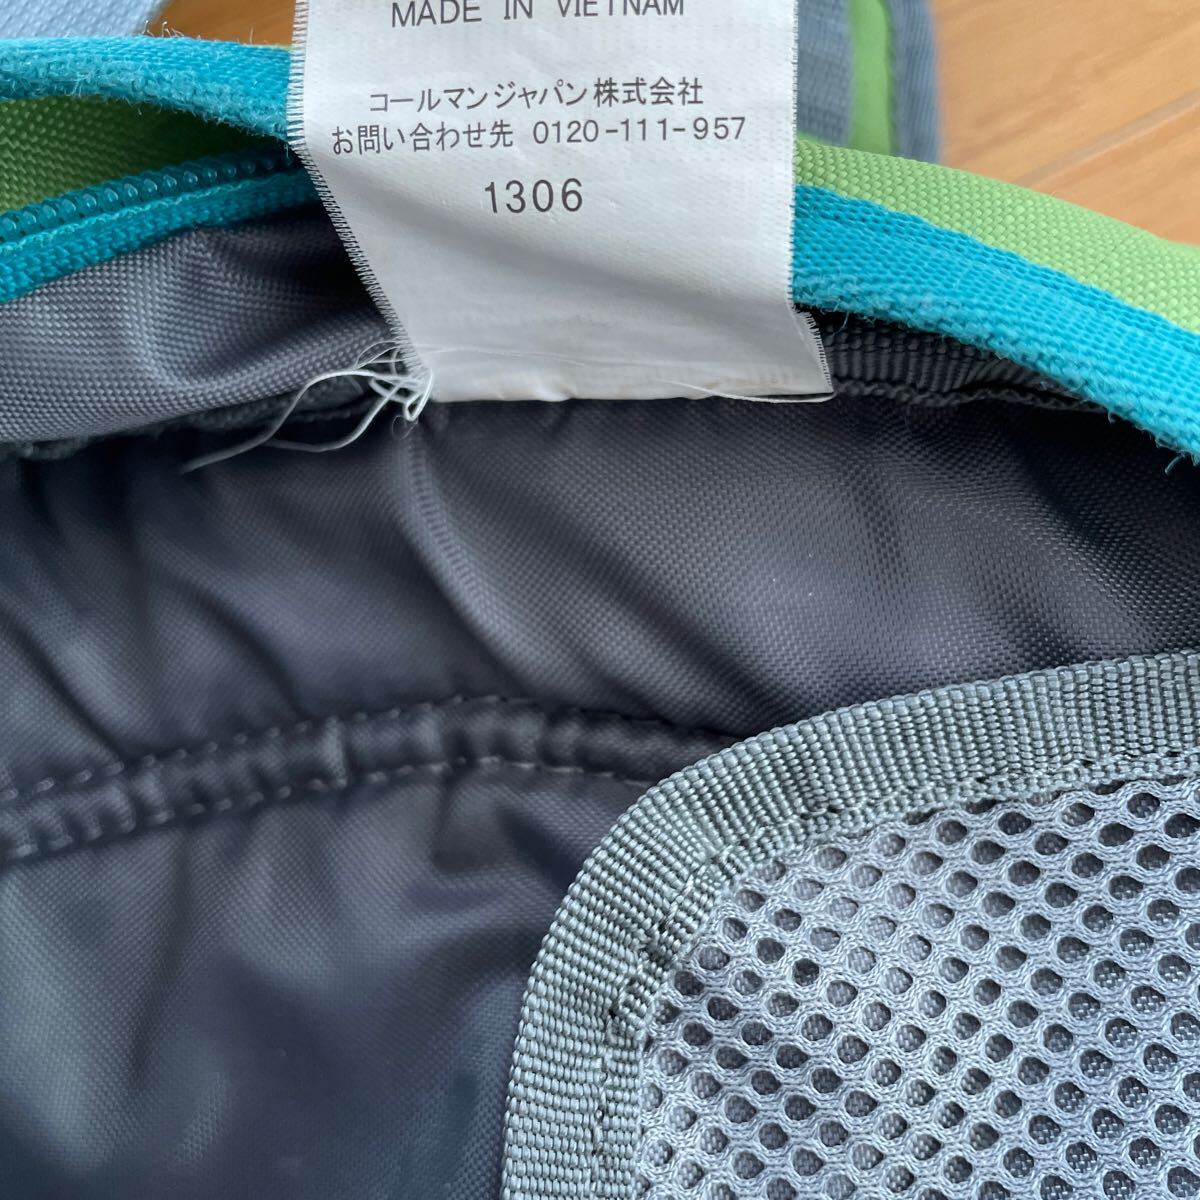 MADE IN VIETNAM
コールマンジャパン株式会社
お問い合わせ先 0120-111-957
1306